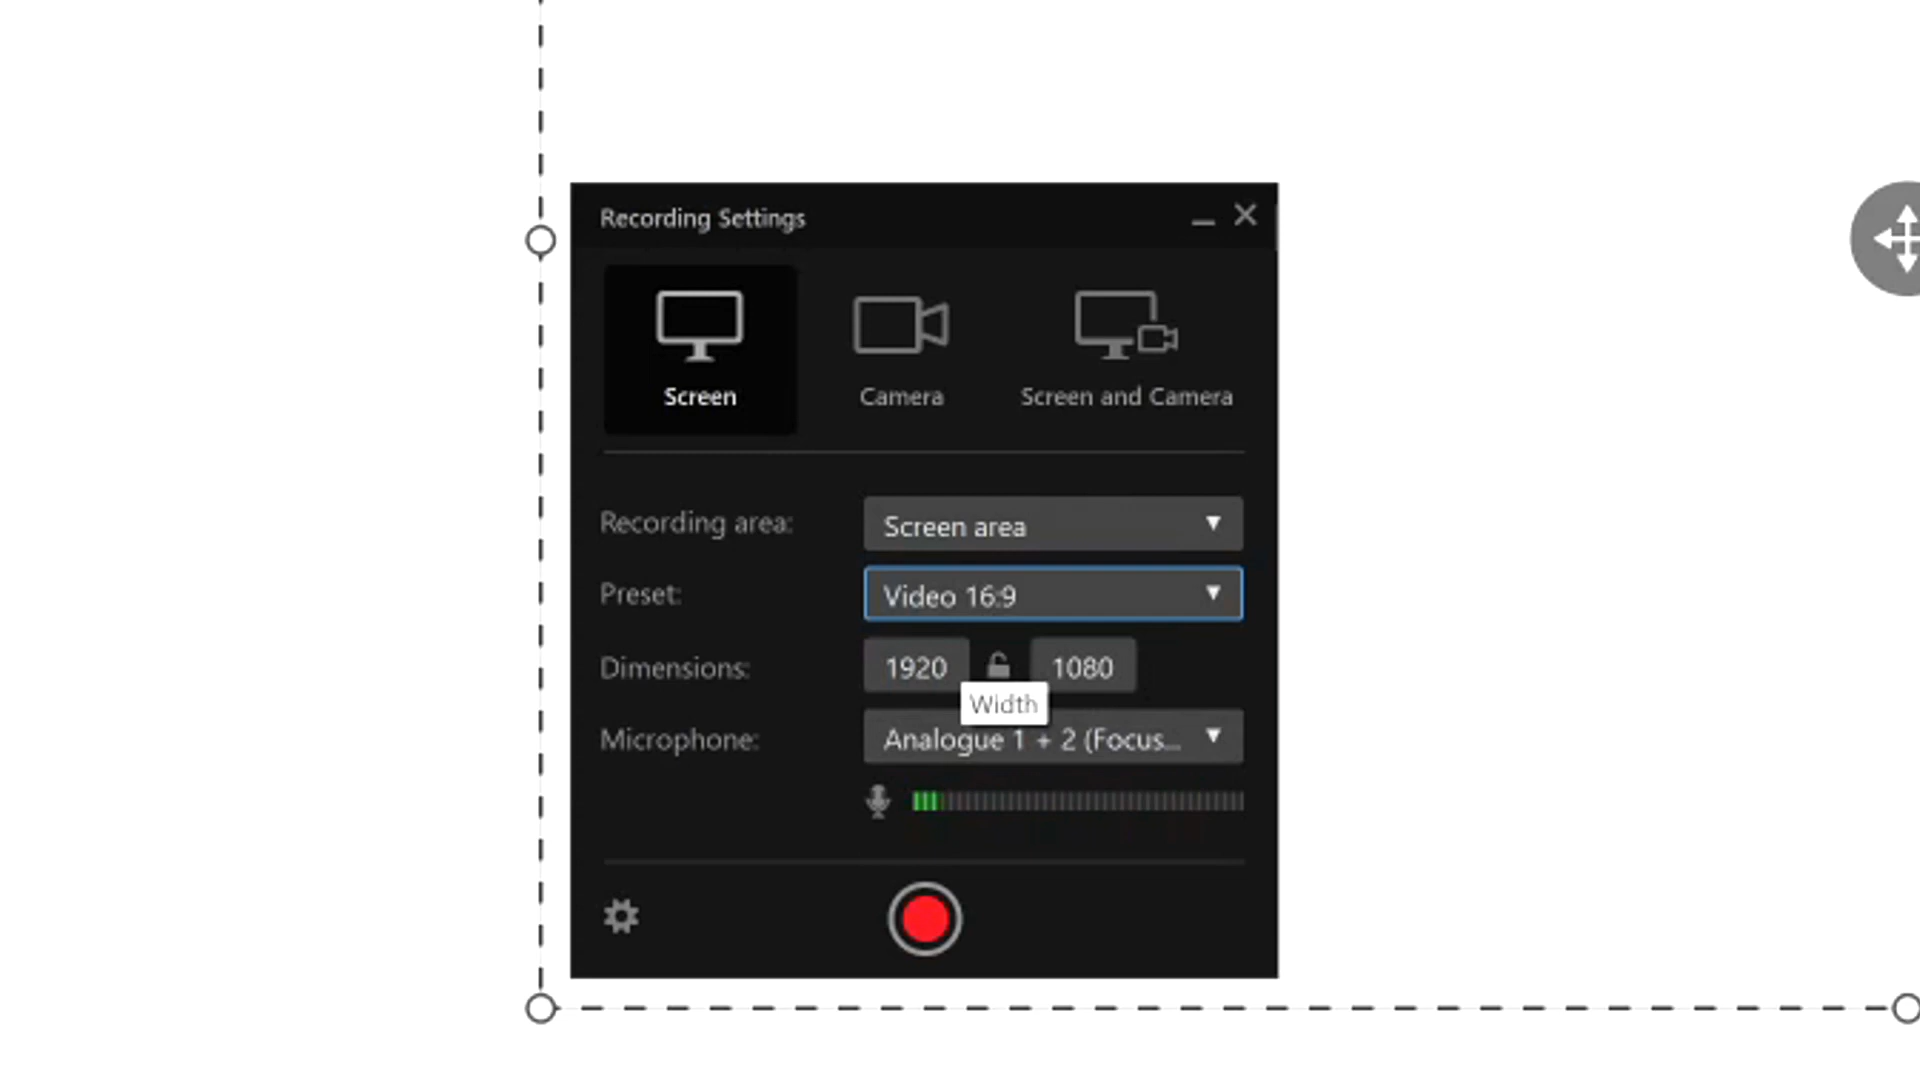 Recording Settings
Screen
Camera
Screen and Camera
Recording area:
Screen area
Preset:
Video 16:9
Dimensions:
1920
1080
Width
Microphone:
Analogue 1 + 2 (Focus...